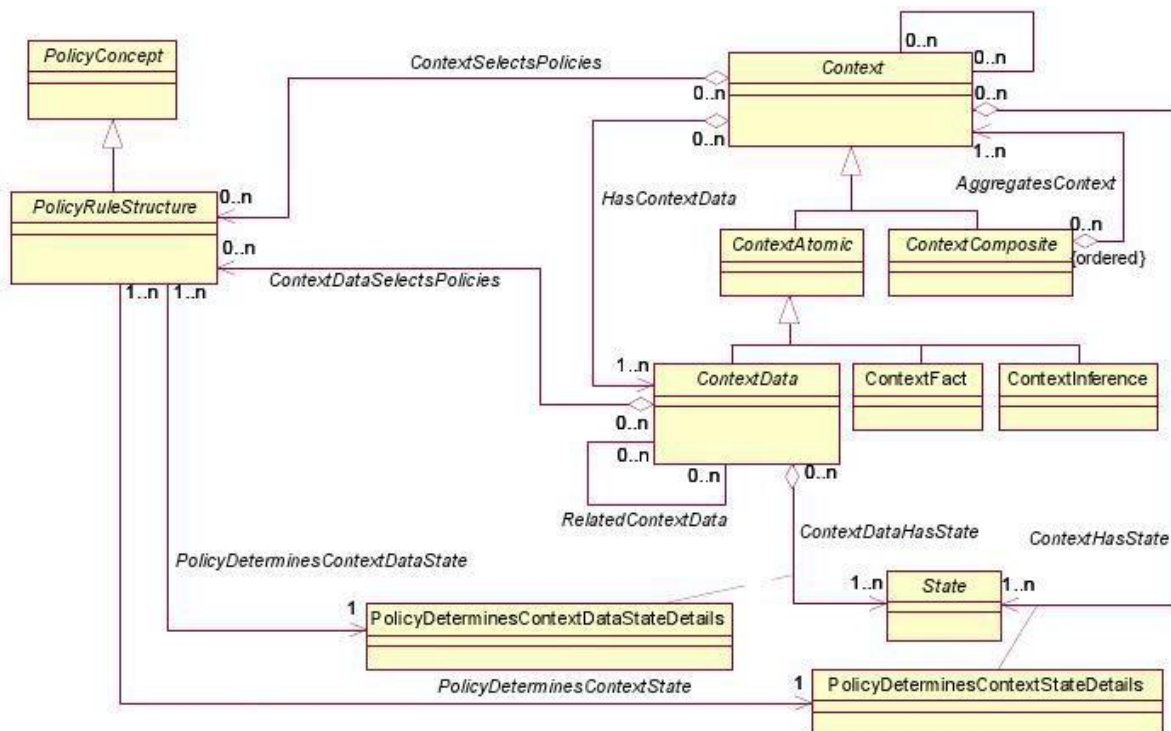 0..n
PolicyConcept
ContextSelectsPolicies
Context
0..n
0..n
0..n
0..n
1..n
HasContextData
AggregatesContext
PolicyRuleStructure
0..n
0..n
ContextAtomic
ContextComposite
0..n
{ordered}
ContextDataSelectsPolicies
1..n
1..n
1..n
ContextData
ContextFact
ContextInference
0..n
0..n
0..n
0..n
RelatedContextData
ContextDataHasState
ContextHasState
PolicyDeterminesContextDataState
1..n
State
1..n
1
PolicyDeterminesContextDataStateDetails
PolicyDeterminesContextState
1
PolicyDeterminesContextStateDetails